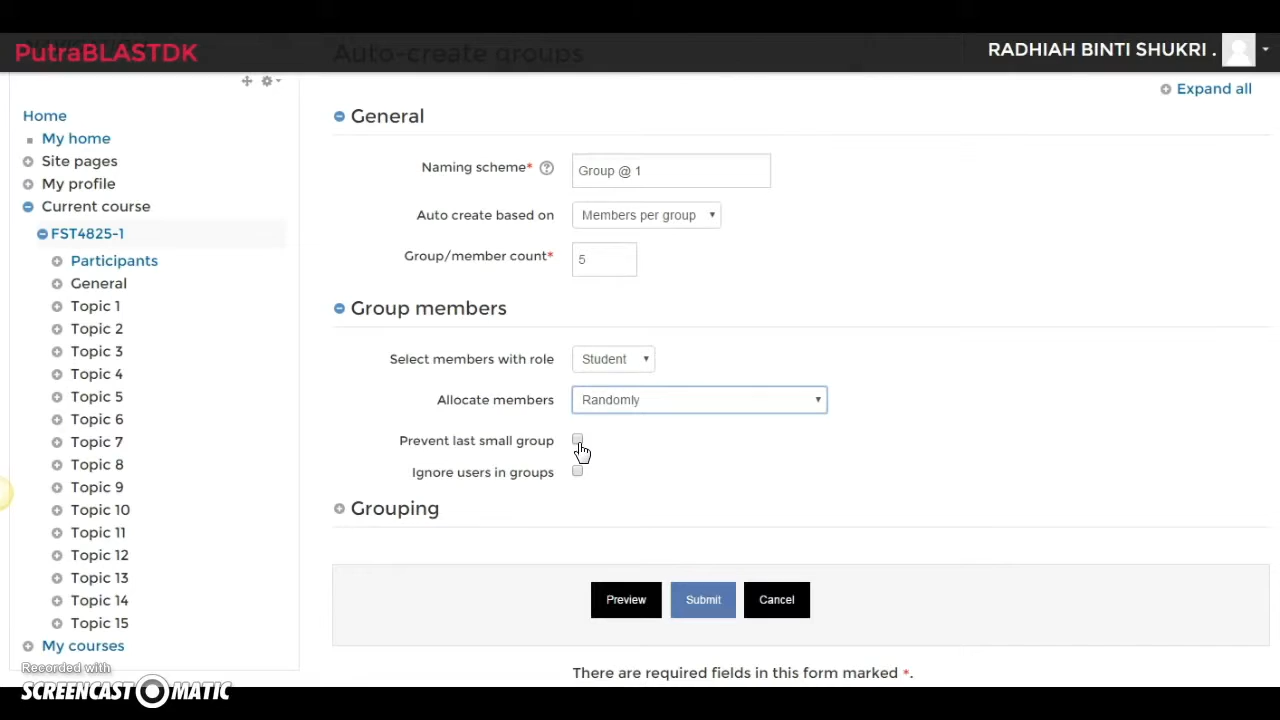 PutraBLASTDK
Auto-create groups
RADHIAH BINTI SHUKRI .
Expand all
Home
My home
Site pages
My profile
Current course
FST4825-1
Participants
General
Topic 1
Topic 2
Topic 3
Topic 4
Topic 5
Topic 6
Topic 7
Topic 8
Topic 9
Topic 10
Topic 11
Topic 12
Topic 13
Topic 14
Topic 15
My courses
General
Naming scheme* Group @ 1
Auto create based on Members per group
Group/member count* 5
Group members
Select members with role Student
Allocate members Randomly
Prevent last small group
Ignore users in groups
Grouping
Preview Submit Cancel
There are required fields in this form marked *.
Recorded with
SCREENCAST-O-MATIC